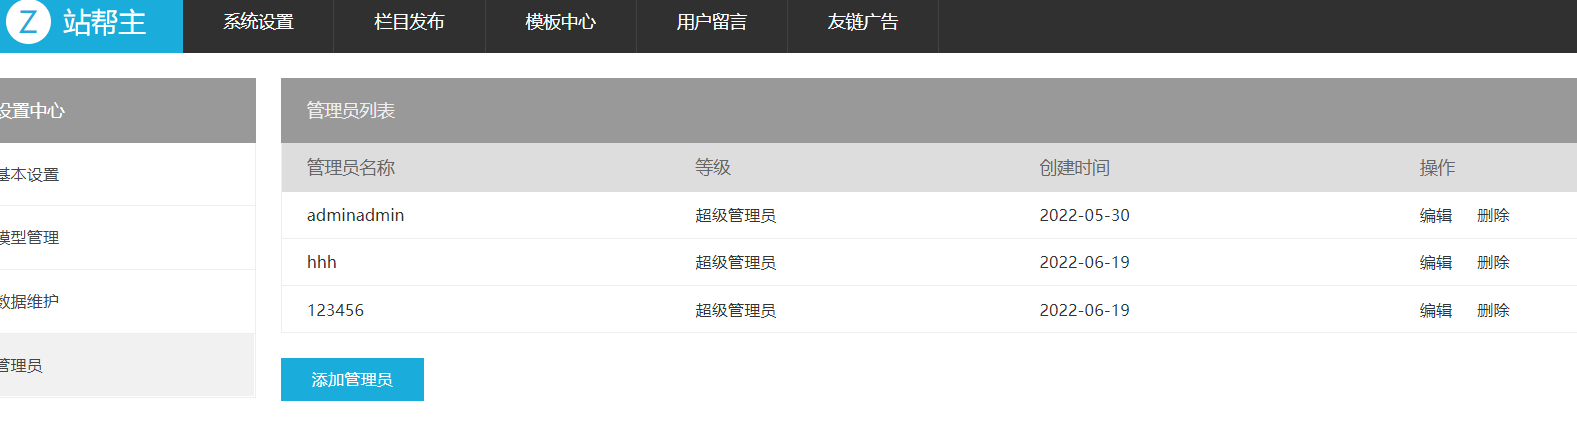 Z 站帮主 系统设置 栏目发布 模板中心 用户留言 友链广告
设置中心
基本设置
模型管理
数据维护
管理员
管理员列表
管理员名称 等级 创建时间 操作
adminadmin 超级管理员 2022-05-30 编辑 删除
hhh 超级管理员 2022-06-19 编辑 删除
123456 超级管理员 2022-06-19 编辑 删除
添加管理员